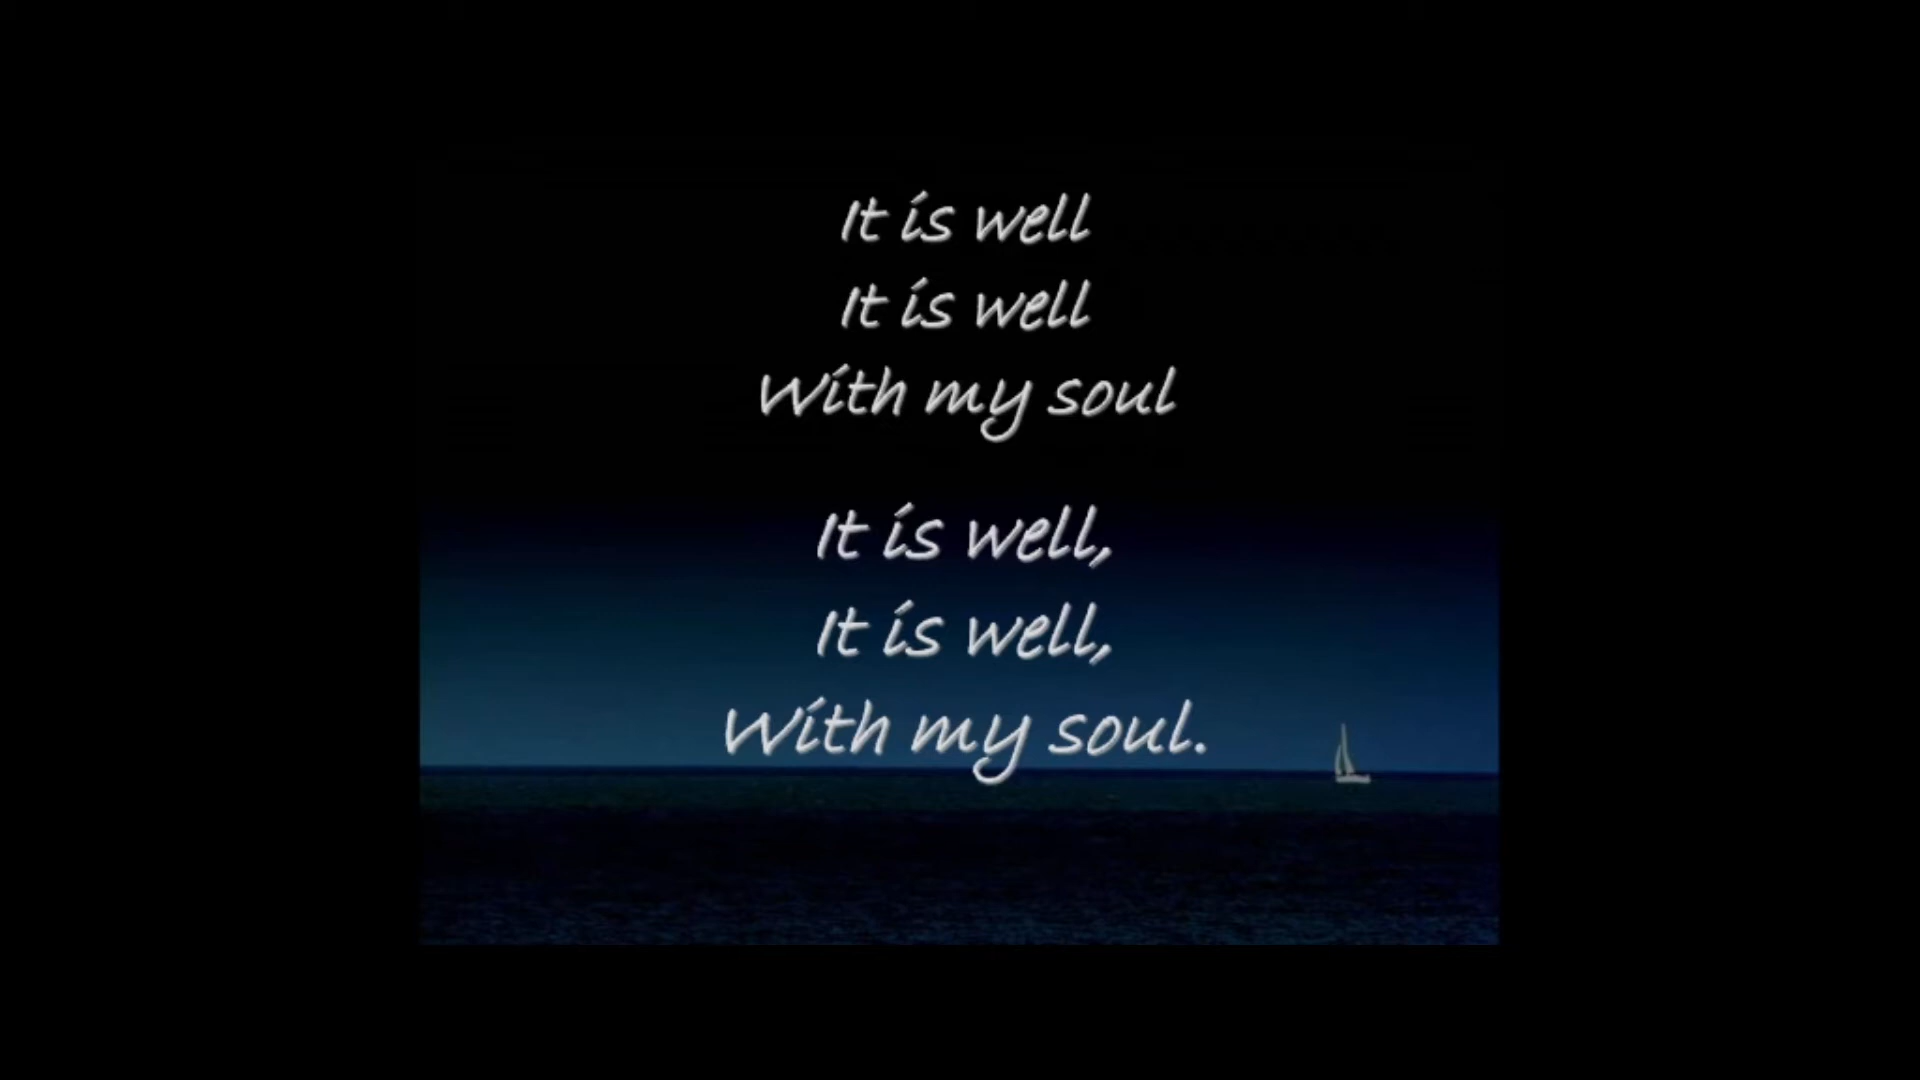 It is well
It is well
With my soul
It is well,
It is well,
With my soul.